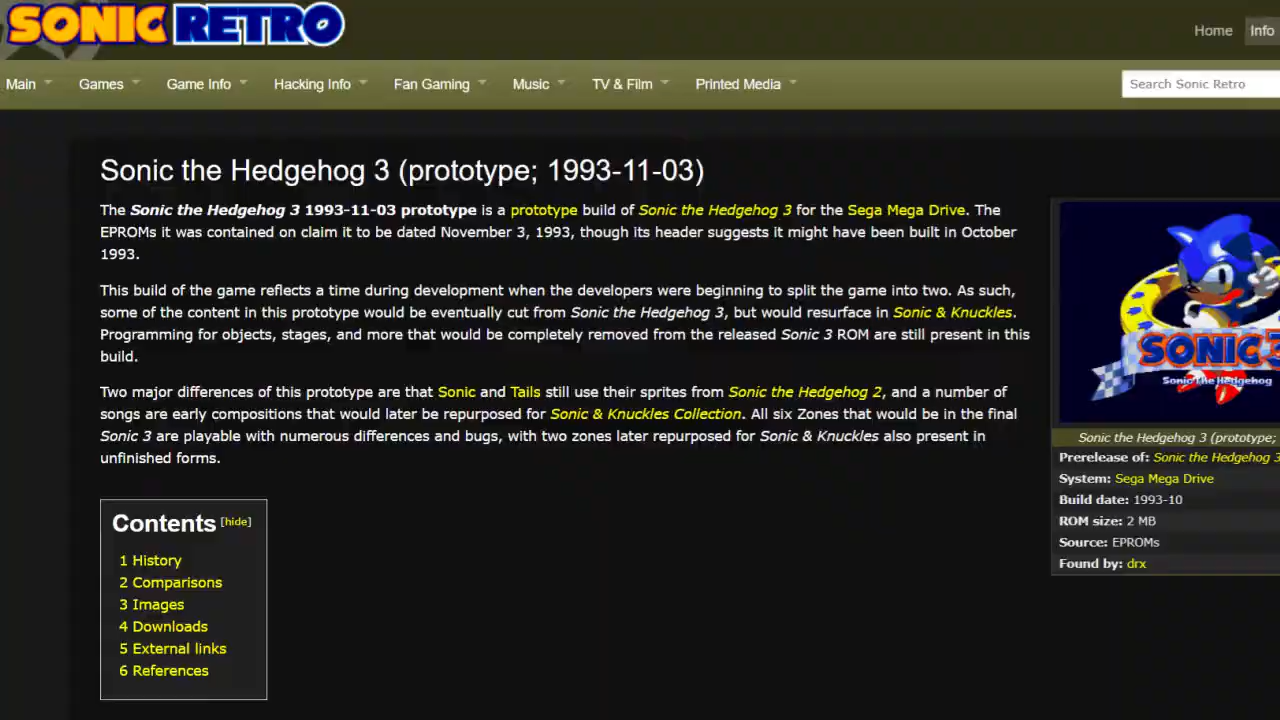 SONIC RETRO
Home Info
Main Games Game Info Hacking Info Fan Gaming Music TV & Film Printed Media Search Sonic Retro
Sonic the Hedgehog 3 (prototype; 1993-11-03)
The Sonic the Hedgehog 3 1993-11-03 prototype is a prototype build of Sonic the Hedgehog 3 for the Sega Mega Drive. The
EPROMs it was contained on claim it to be dated November 3, 1993, though its header suggests it might have been built in October
1993.
This build of the game reflects a time during development when the developers were beginning to split the game into two. As such,
some of the content in this prototype would be eventually cut from Sonic the Hedgehog 3, but would resurface in Sonic & Knuckles.
Programming for objects, stages, and more that would be completely removed from the released Sonic 3 ROM are still present in this
build.
Two major differences of this prototype are that Sonic and Tails still use their sprites from Sonic the Hedgehog 2, and a number of
songs are early compositions that would later be repurposed for Sonic & Knuckles Collection. All six Zones that would be in the final
Sonic 3 are playable with numerous differences and bugs, with two zones later repurposed for Sonic & Knuckles also present in
unfinished forms.
Contents [hide]
1 History
2 Comparisons
3 Images
4 Downloads
5 External links
6 References
SONIC
Sonic The Hedgehog
Sonic the Hedgehog 3 (prototype;
Prerelease of: Sonic the Hedgehog 3
System: Sega Mega Drive
Build date: 1993-10
ROM size: 2 MB
Source: EPROMs
Found by: drx